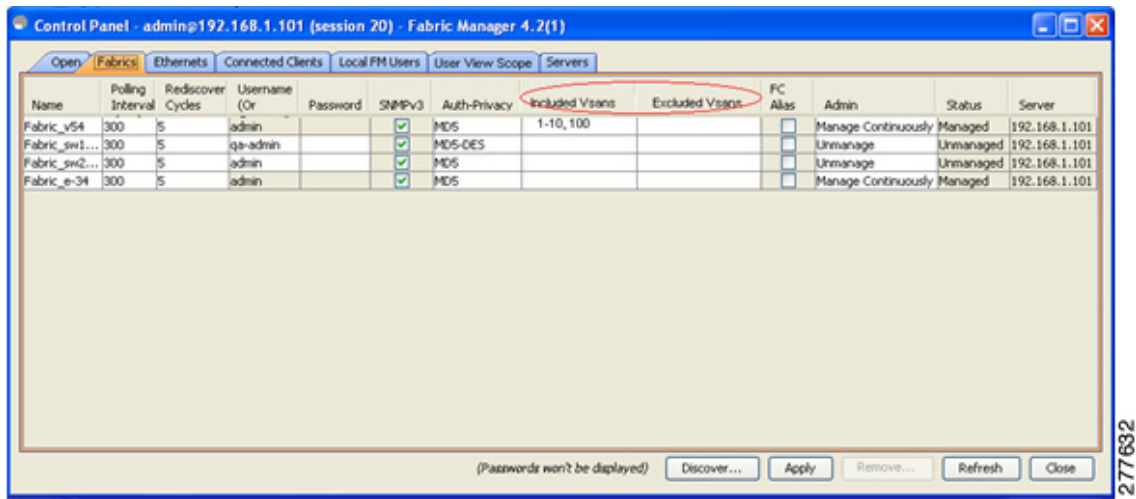 Control Panel - admin@192.168.1.101 (session 20) - Fabric Manager 4.2(1)
Open Fabrics Ethernets Connected Clients Local FM Users User View Scope Servers
Name Polling Interval Rediscover Cycles Username (Or Password SNMPv3 Auth-Privacy Included Vsans Excluded Vsans FC Alias Admin Status Server
Fabric_v54 300 5 admin MD5 1-10, 100 Manage Continuously Managed 192.168.1.101
Fabric_sw1... 300 5 qa-admin MD5-DES Unmanage Unmanaged 192.168.1.101
Fabric_sw2... 300 5 admin MD5 Unmanage Unmanaged 192.168.1.101
Fabric_e-34 300 5 admin MD5 Manage Continuously Managed 192.168.1.101
(Passwords won't be displayed) Discover... Apply Remove... Refresh Close
277632